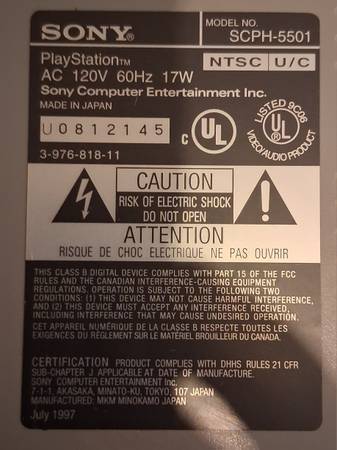 SONY®
MODEL NO. SCPH-5501
PlayStation™
NTSC U/C
AC 120V 60Hz 17W
Sony Computer Entertainment Inc.
MADE IN JAPAN
U0812145
3-976-818-11
C UL ®
LISTED 9C06
UL ®
VIDEO/AUDIO PRODUCT
CAUTION
RISK OF ELECTRIC SHOCK
DO NOT OPEN
ATTENTION
RISQUE DE CHOC ELECTRIQUE NE PAS OUVRIR
THIS CLASS B DIGITAL DEVICE COMPLIES WITH PART 15 OF THE FCC
RULES AND THE CANADIAN INTERFERENCE-CAUSING EQUIPMENT
REGULATIONS. OPERATION IS SUBJECT TO THE FOLLOWING TWO
CONDITIONS: (1) THIS DEVICE MAY NOT CAUSE HARMFUL INTERFERENCE,
AND (2) THIS DEVICE MUST ACCEPT ANY INTERFERENCE RECEIVED,
INCLUDING INTERFERENCE THAT MAY CAUSE UNDESIRED OPERATION.
CET APPAREIL NUMÉRIQUE DE LA CLASSE B RESPECTE TOUTES LES
EXIGENCES DU RÈGLEMENT SUR LE MATÉRIEL BROUILLEUR DU CANADA.
CERTIFICATION PRODUCT COMPLIES WITH DHHS RULES 21 CFR
SUB-CHAPTER J APPLICABLE AT DATE OF MANUFACTURE.
SONY COMPUTER ENTERTAINMENT Inc.
7-1-1, AKASAKA, MINATO-KU, TOKYO, 107 JAPAN
MANUFACTURED: MKM MINOKAMO JAPAN
July 1997